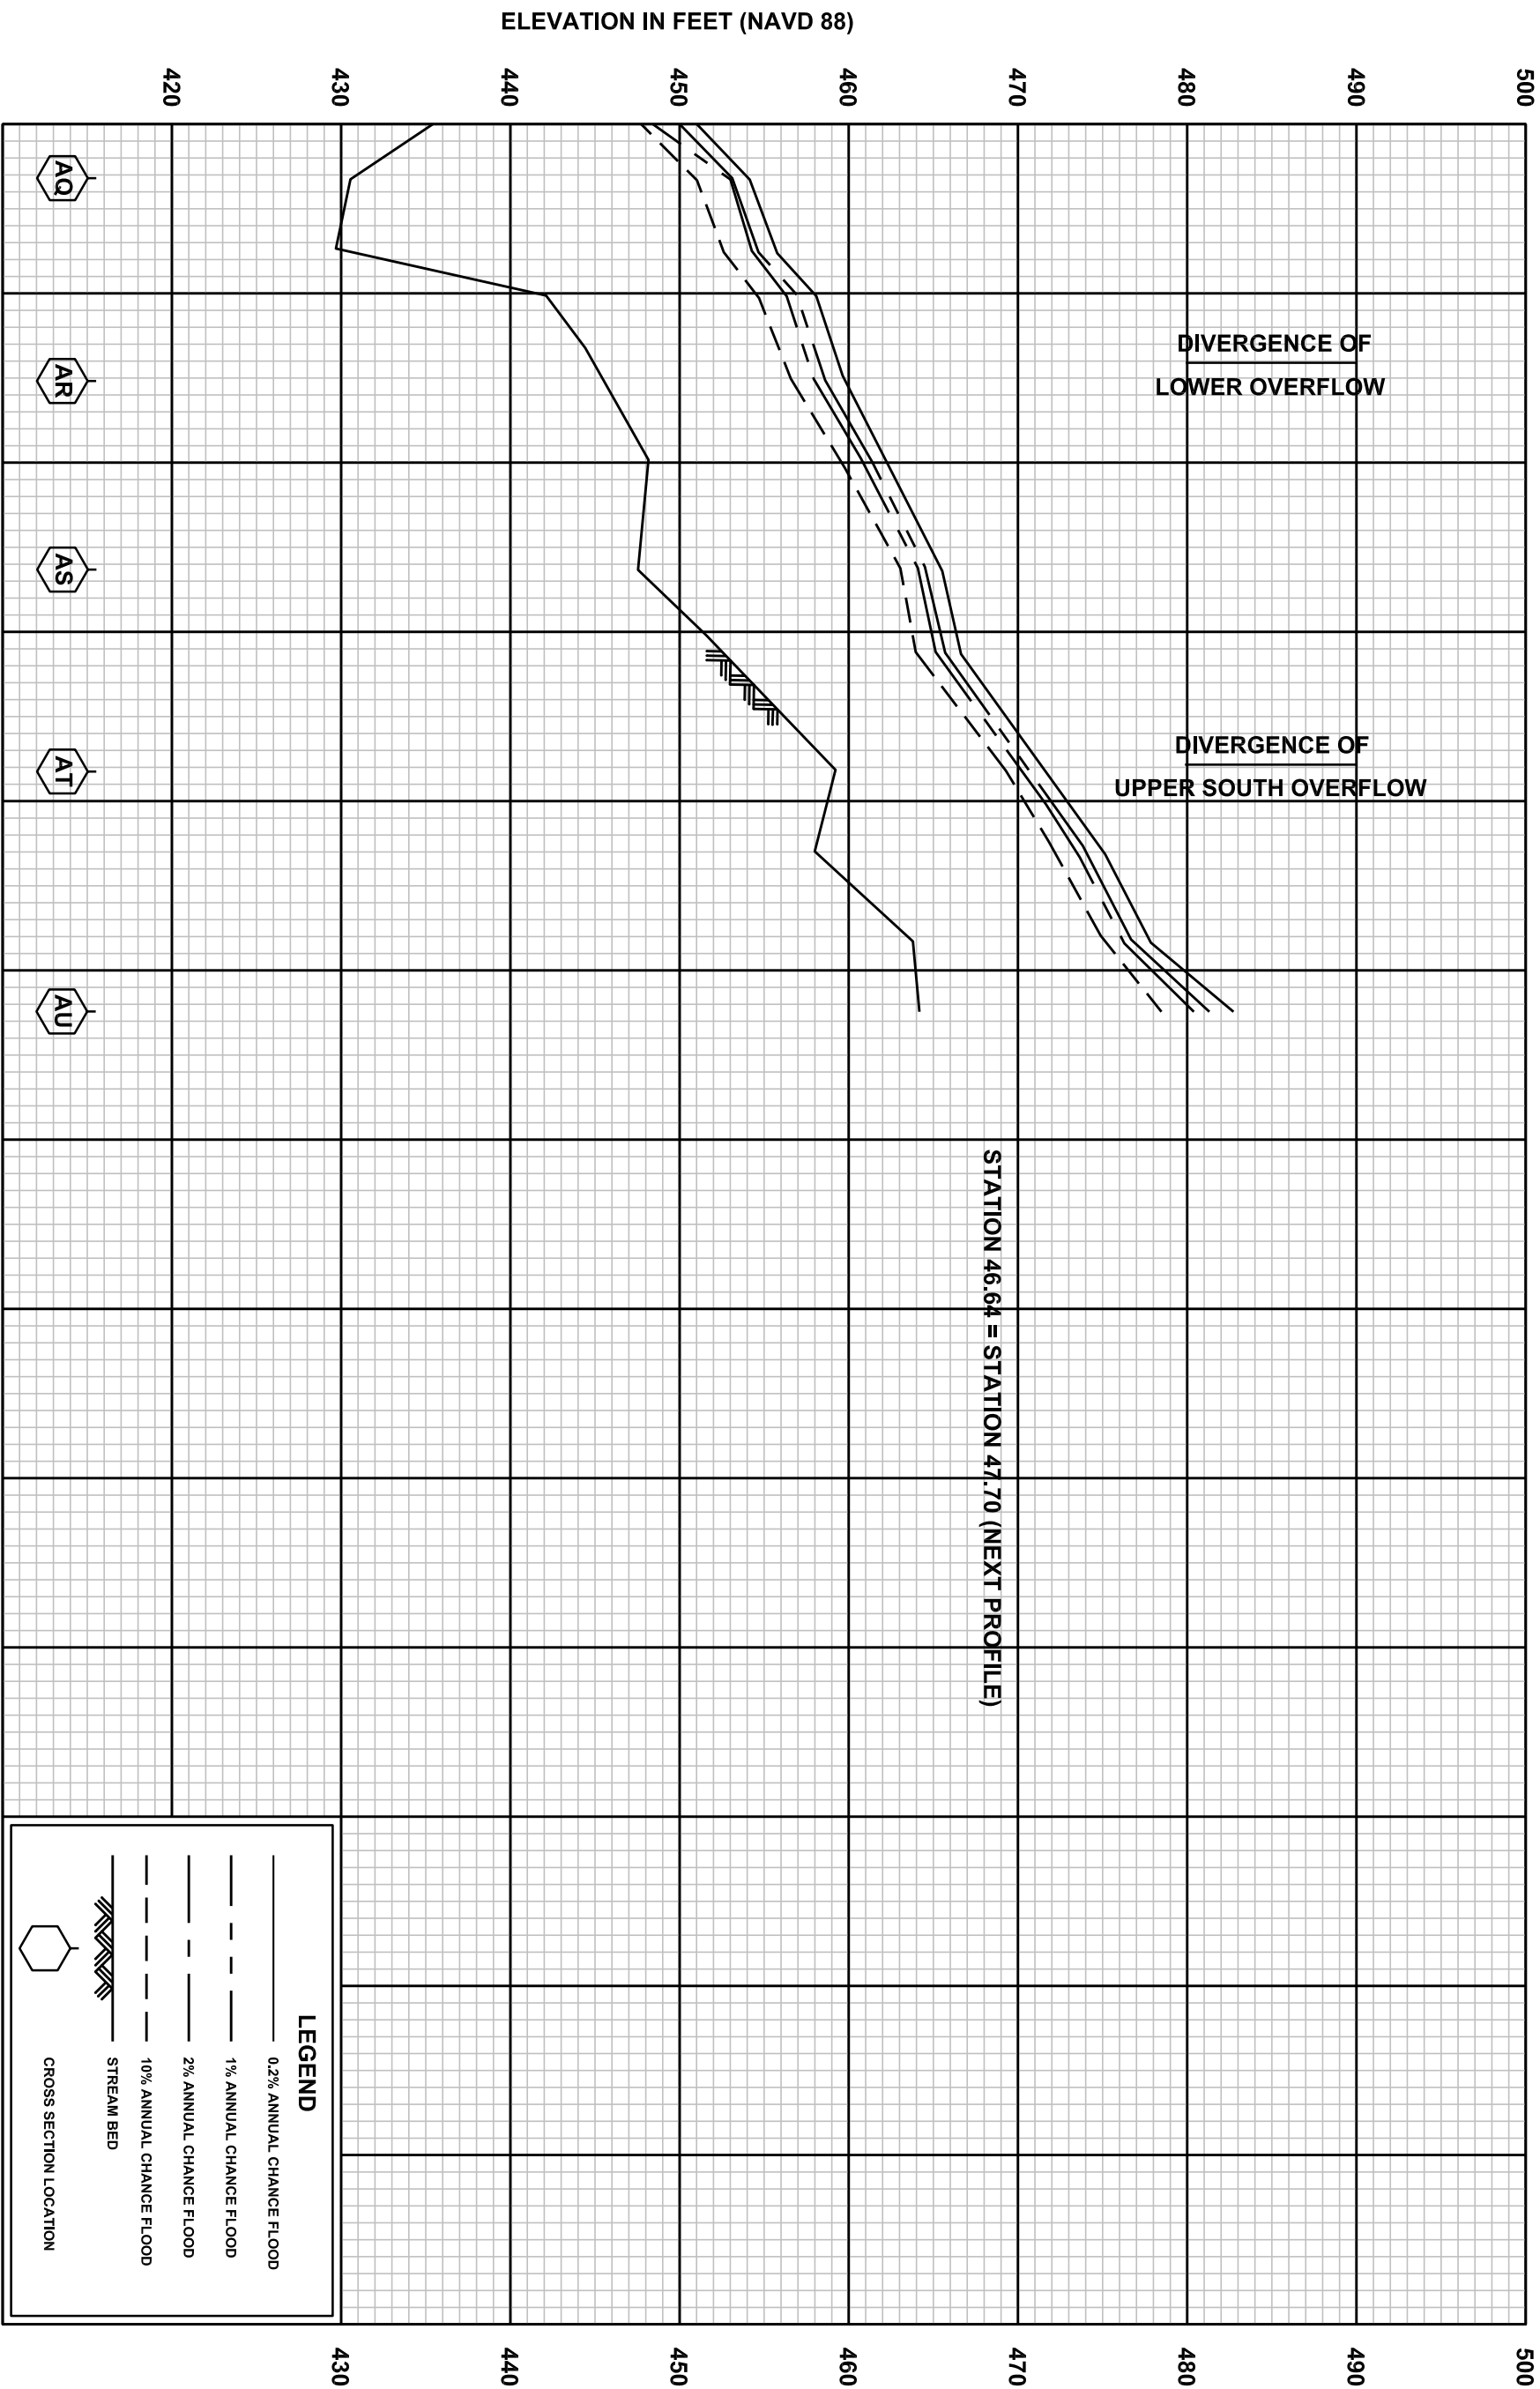 ELEVATION IN FEET (NAVD 88)
500
490
480
470
460
450
440
430
420
500
490
480
470
460
450
440
430
DIVERGENCE OF
LOWER OVERFLOW
DIVERGENCE OF
UPPER SOUTH OVERFLOW
STATION 46.64 = STATION 47.70 (NEXT PROFILE)
AQ
AR
AS
AT
AU
LEGEND
0.2% ANNUAL CHANCE FLOOD
1% ANNUAL CHANCE FLOOD
2% ANNUAL CHANCE FLOOD
10% ANNUAL CHANCE FLOOD
STREAM BED
CROSS SECTION LOCATION